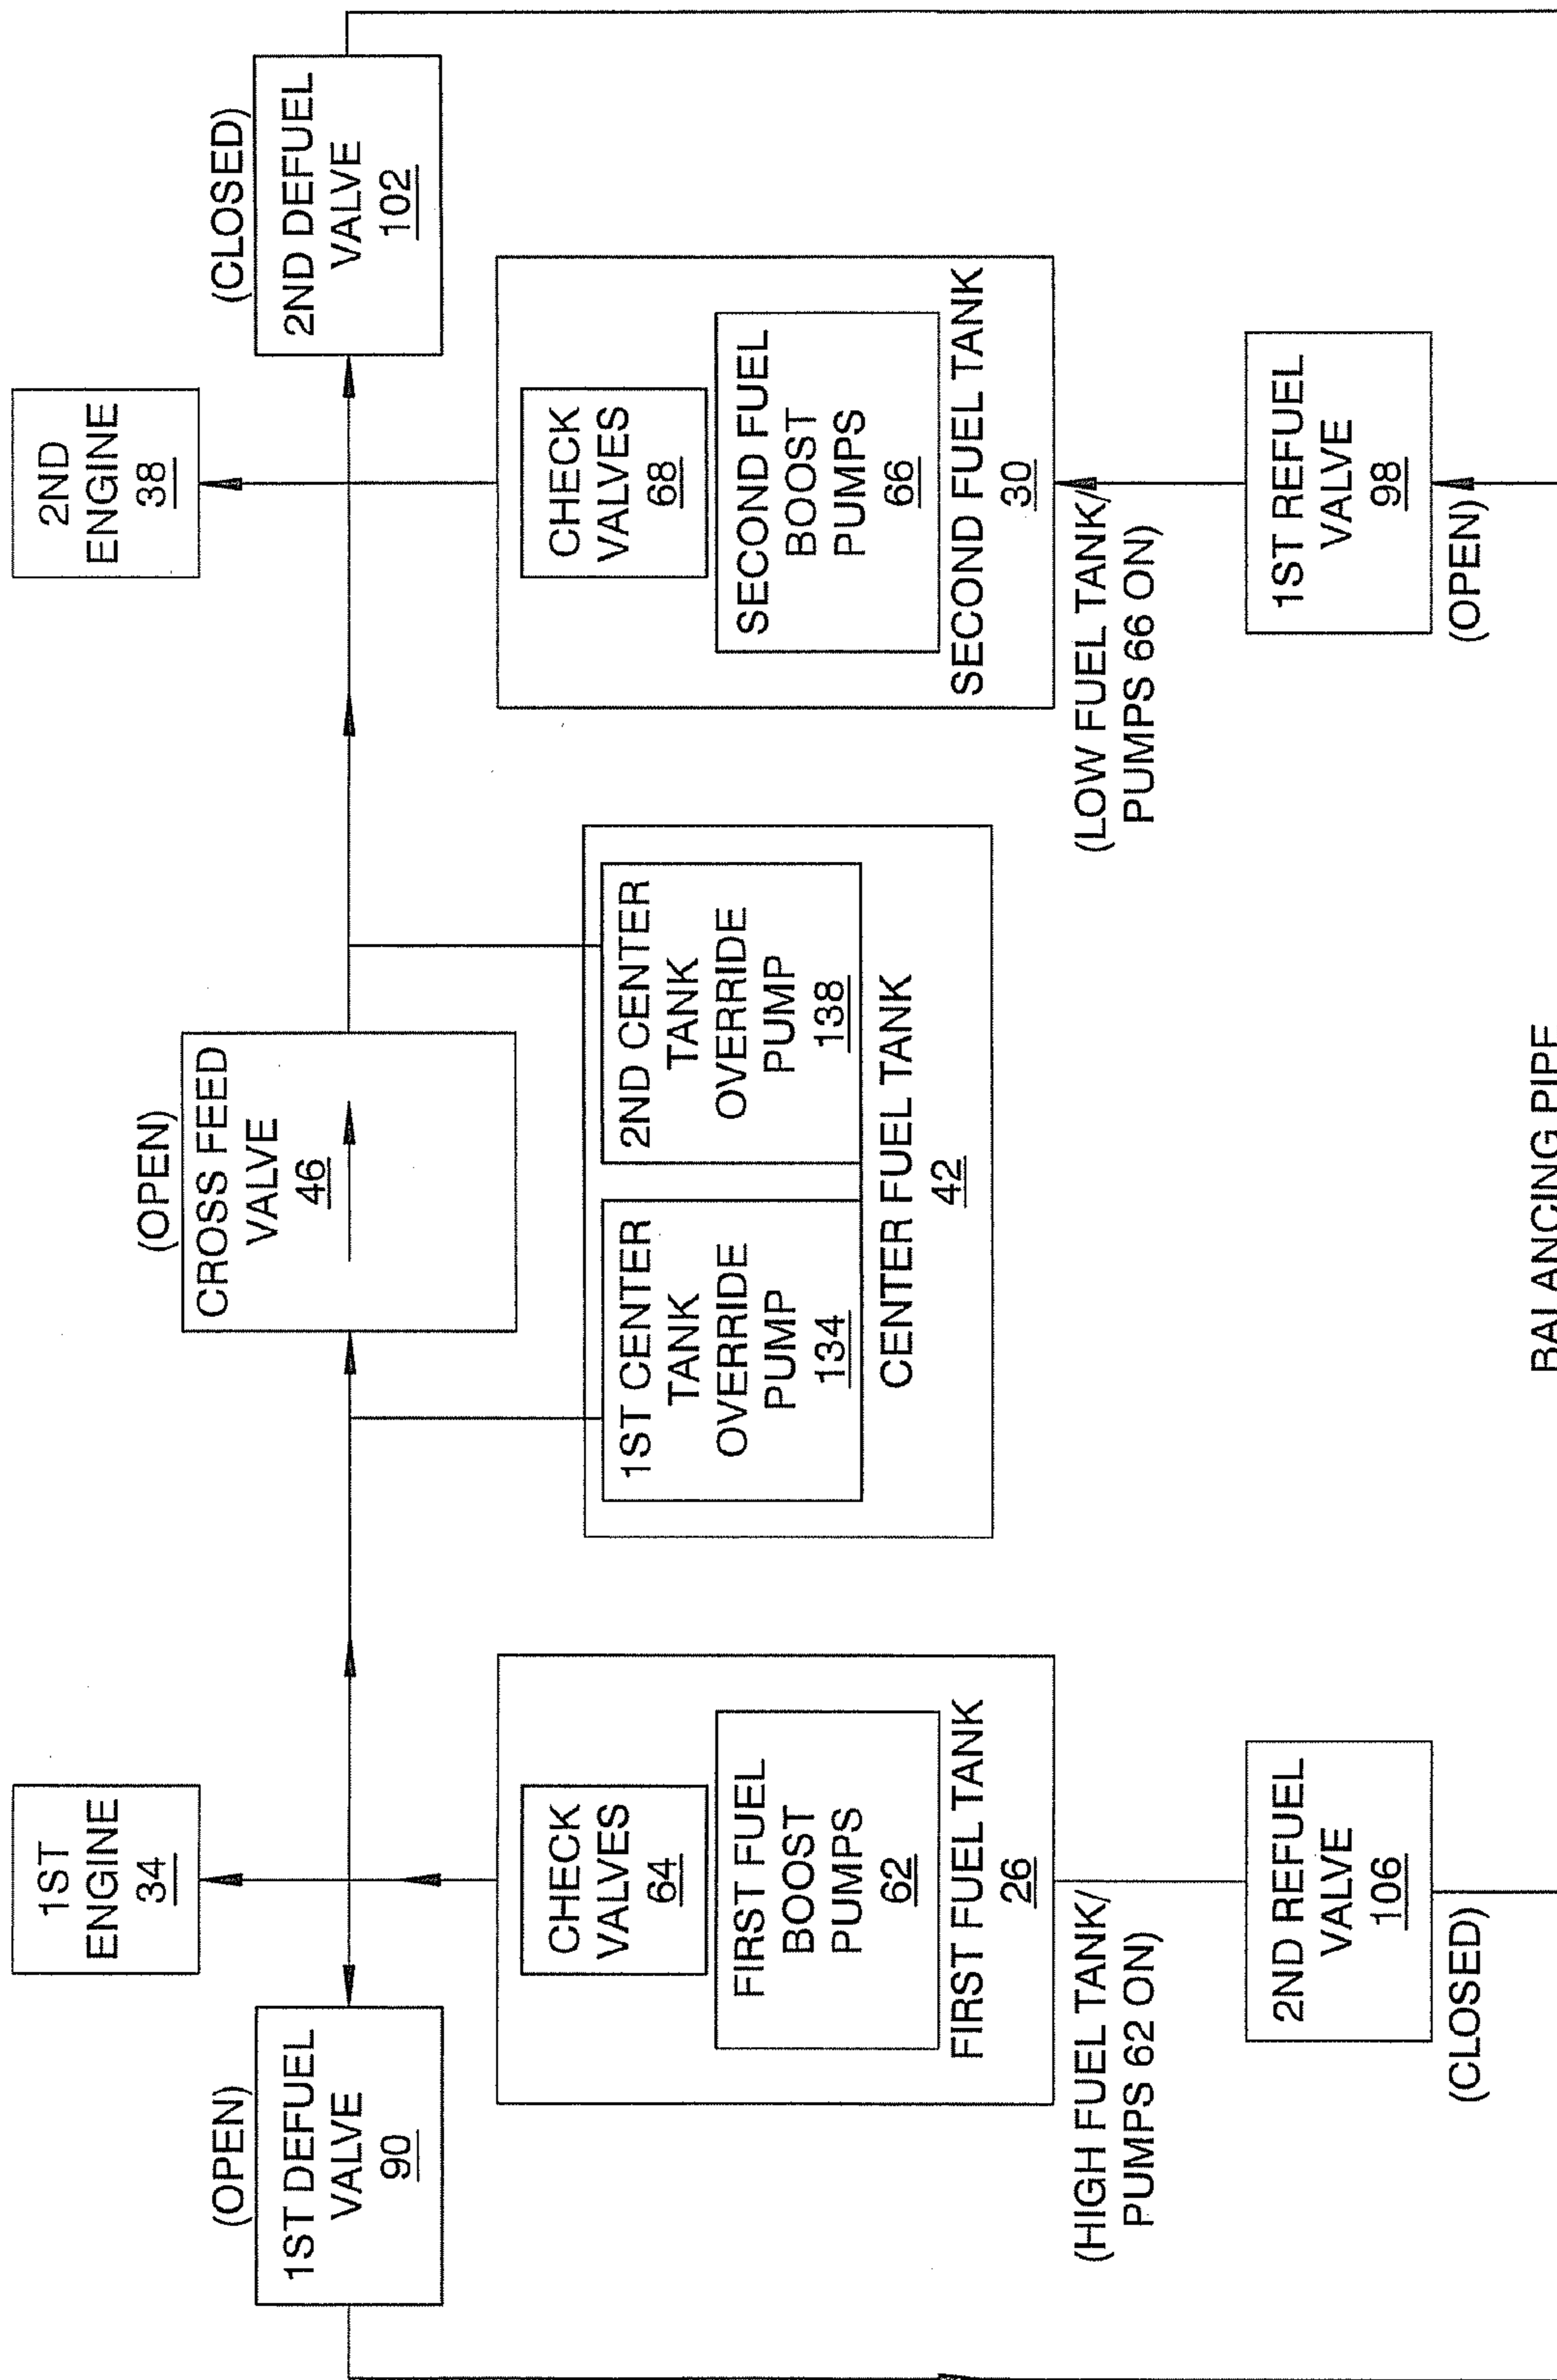 1ST
ENGINE
34
2ND
ENGINE
38
(OPEN)
CROSS FEED
VALVE
46
(OPEN)
1ST DEFUEL
VALVE
90
(CLOSED)
2ND DEFUEL
VALVE
102
CHECK
VALVES
64
FIRST FUEL
BOOST
PUMPS
62
FIRST FUEL TANK
26
(HIGH FUEL TANK/
PUMPS 62 ON)
1ST CENTER
TANK
OVERRIDE
PUMP
134
2ND CENTER
TANK
OVERRIDE
PUMP
138
CENTER FUEL TANK
42
CHECK
VALVES
68
SECOND FUEL
BOOST
PUMPS
66
SECOND FUEL TANK
30
(LOW FUEL TANK/
PUMPS 66 ON)
2ND REFUEL
VALVE
106
(CLOSED)
1ST REFUEL
VALVE
98
(OPEN)
BALANCING PIPE